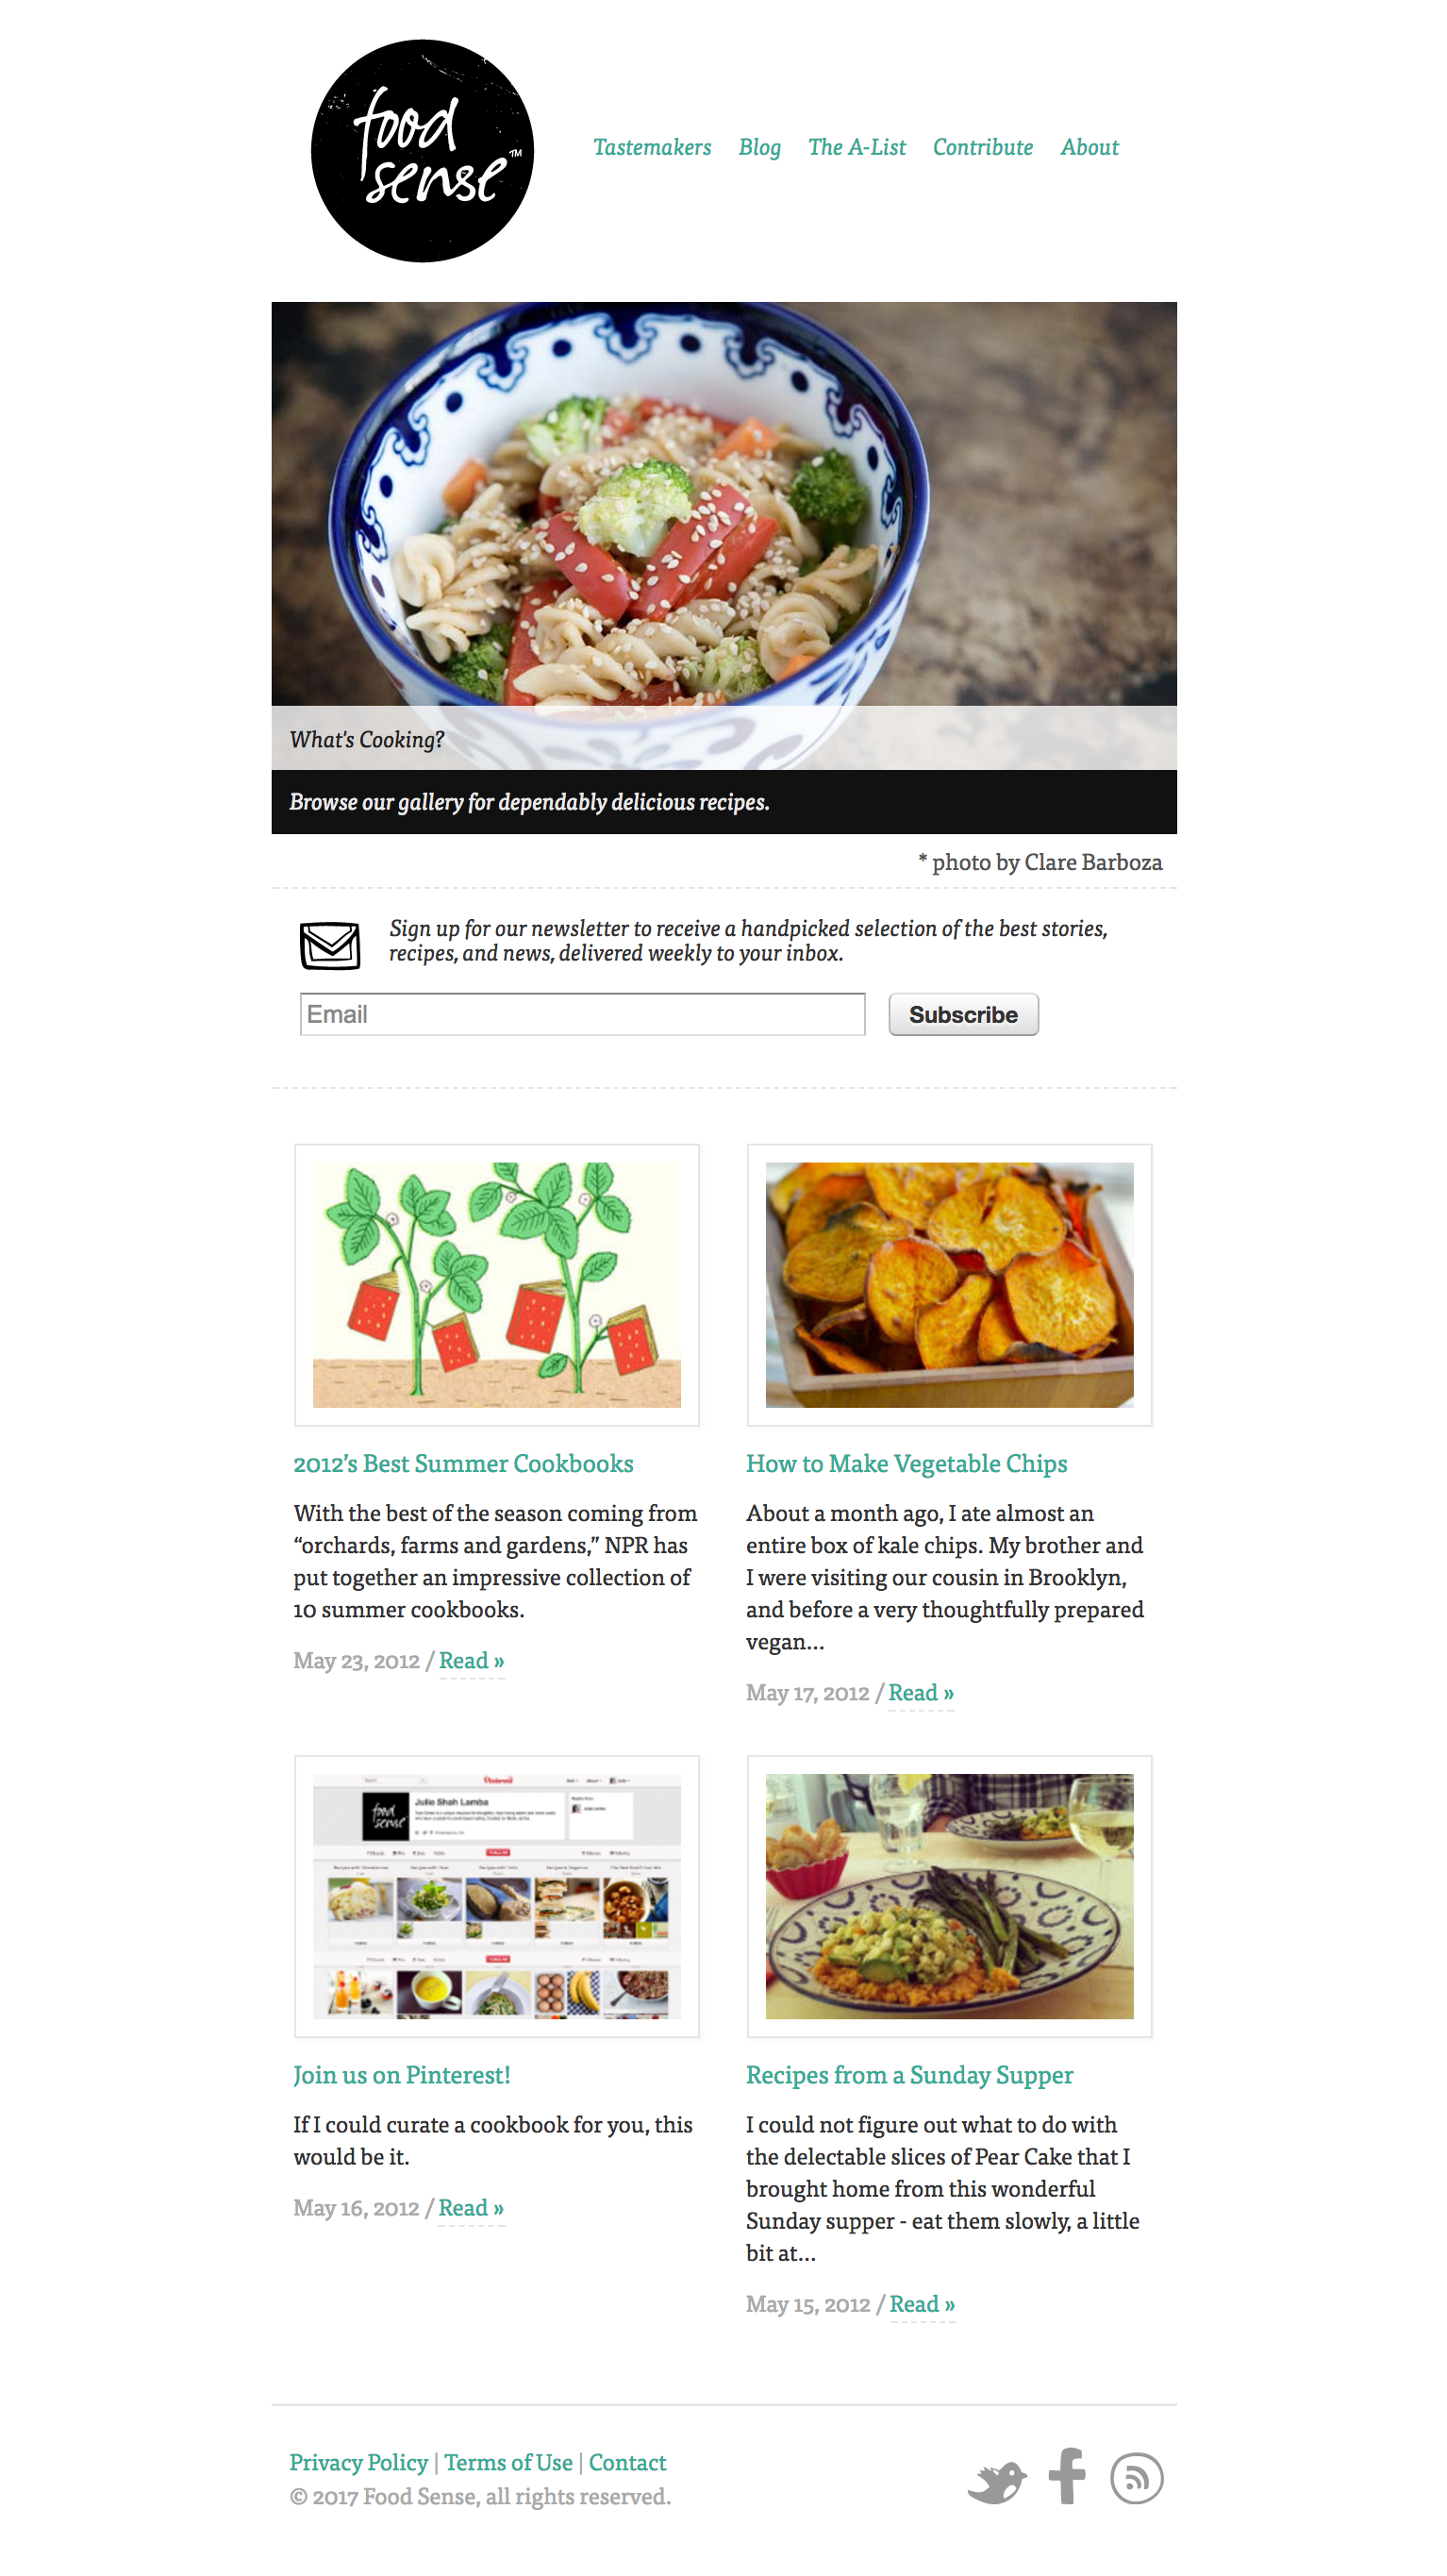 food
sense™
Tastemakers Blog The A-List Contribute About
What's Cooking?
Browse our gallery for dependably delicious recipes.
* photo by Clare Barboza
Sign up for our newsletter to receive a handpicked selection of the best stories,
recipes, and news, delivered weekly to your inbox.
Email
Subscribe
2012’s Best Summer Cookbooks
With the best of the season coming from
“orchards, farms and gardens,” NPR has
put together an impressive collection of
10 summer cookbooks.
May 23, 2012 / Read »
How to Make Vegetable Chips
About a month ago, I ate almost an
entire box of kale chips. My brother and
I were visiting our cousin in Brooklyn,
and before a very thoughtfully prepared
vegan...
May 17, 2012 / Read »
Pinterest
food
sense
Julie Shah Lamba
Join us on Pinterest!
If I could curate a cookbook for you, this
would be it.
May 16, 2012 / Read »
Recipes from a Sunday Supper
I could not figure out what to do with
the delectable slices of Pear Cake that I
brought home from this wonderful
Sunday supper - eat them slowly, a little
bit at...
May 15, 2012 / Read »
Privacy Policy | Terms of Use | Contact
© 2017 Food Sense, all rights reserved.